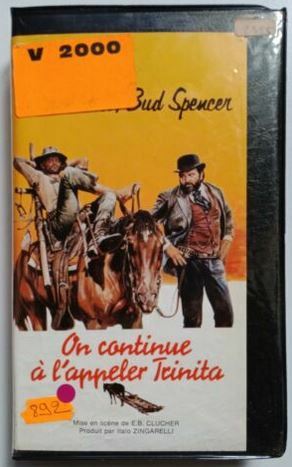 V 2000
, Bud Spencer
On continue
à l'appeler Trinita
892
Mise en scène de E.B. CLUCHER
Produit par Italo ZINGARELLI